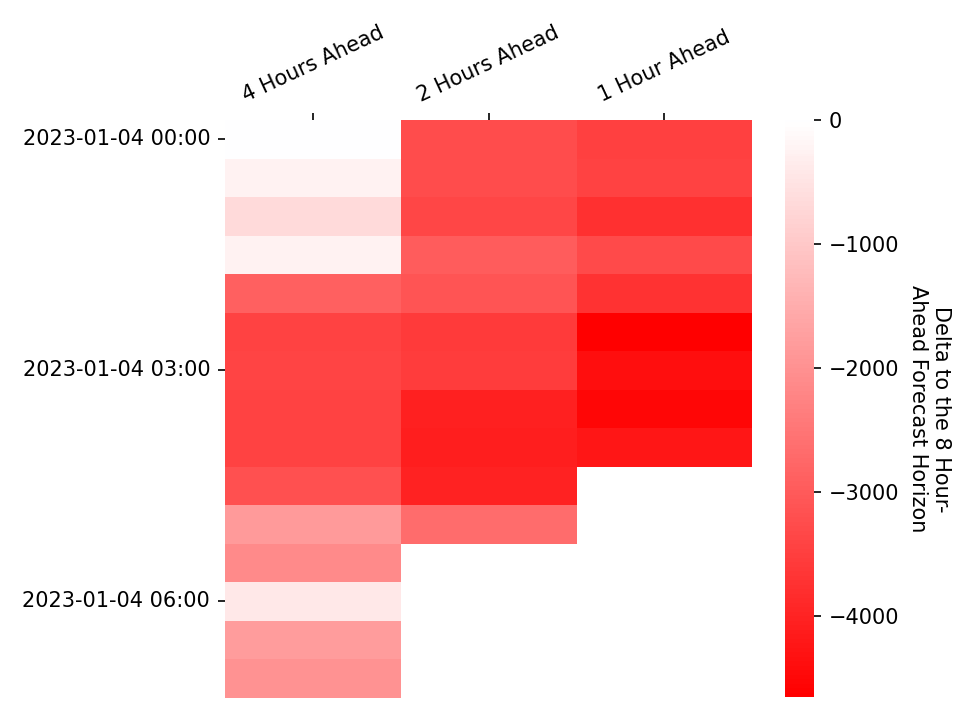 4 Hours Ahead
2 Hours Ahead
1 Hour Ahead
2023-01-04 00:00
2023-01-04 03:00
2023-01-04 06:00
0
−1000
−2000
−3000
−4000
Delta to the 8 Hour-
Ahead Forecast Horizon